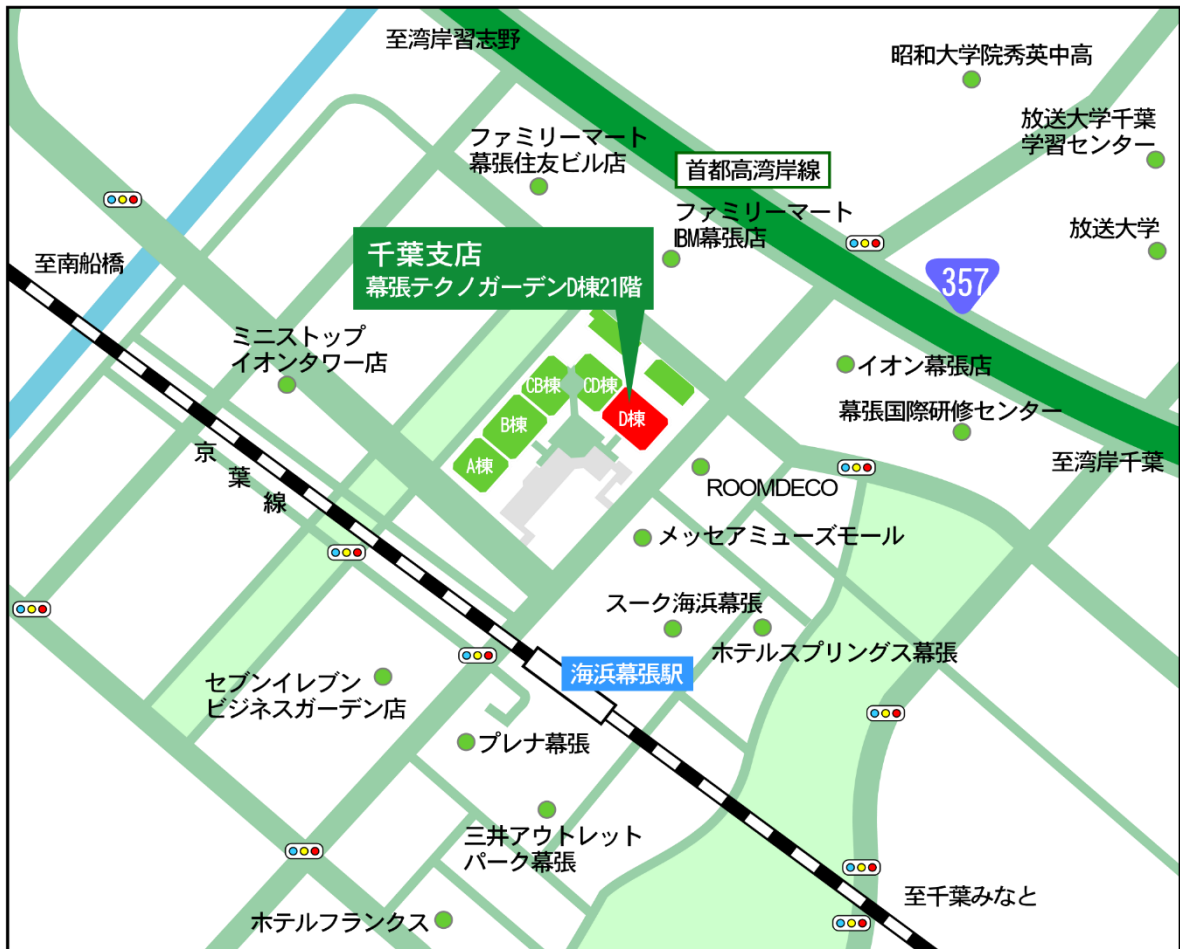 至湾岸習志野
昭和大学院秀英中高
放送大学千葉
学習センター
ファミリーマート
幕張住友ビル店
首都高湾岸線
ファミリーマート
IBM幕張店
放送大学
千葉支店
幕張テクノガーデンD棟21階
至南船橋
357
ミニストップ
イオンタワー店
イオン幕張店
CB棟
CD棟
D棟
B棟
A棟
幕張国際研修センター
至湾岸千葉
京葉線
ROOMDECO
メッセアミューズモール
スーク海浜幕張
ホテルスプリングス幕張
海浜幕張駅
セブンイレブン
ビジネスガーデン店
プレナ幕張
三井アウトレット
パーク幕張
至千葉みなと
ホテルフランクス